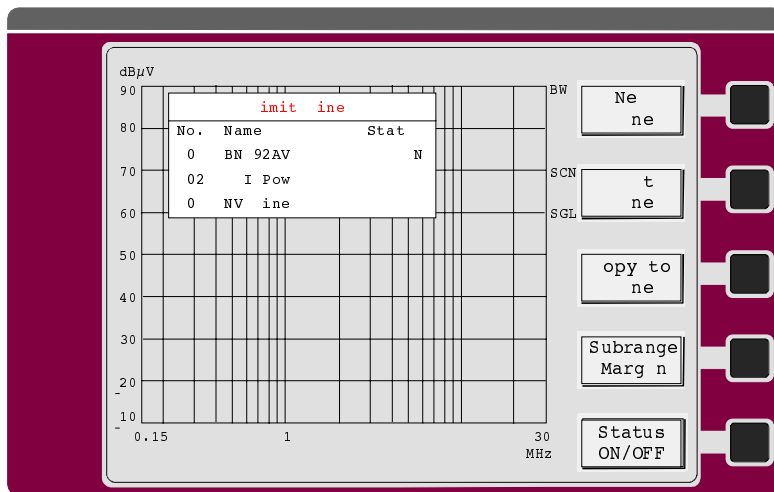 dBµV
90
imit ine
No. Name Stat
0 BN 92AV N
02 I Pow
0 NV ine
80
70
60
50
40
30
20
10
0.15 1 30
MHz
BW
SCN
SGL
Ne
ne
t
ne
opy to
ne
Subrange
Marg n
Status
ON/OFF